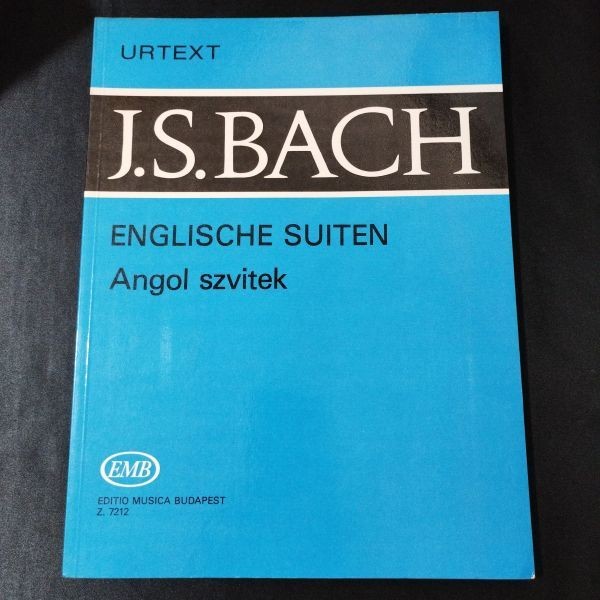 URTEXT
J.S.BACH
ENGLISCHE SUITEN
Angol szvitek
EMB
EDITIO MUSICA BUDAPEST
Z. 7212